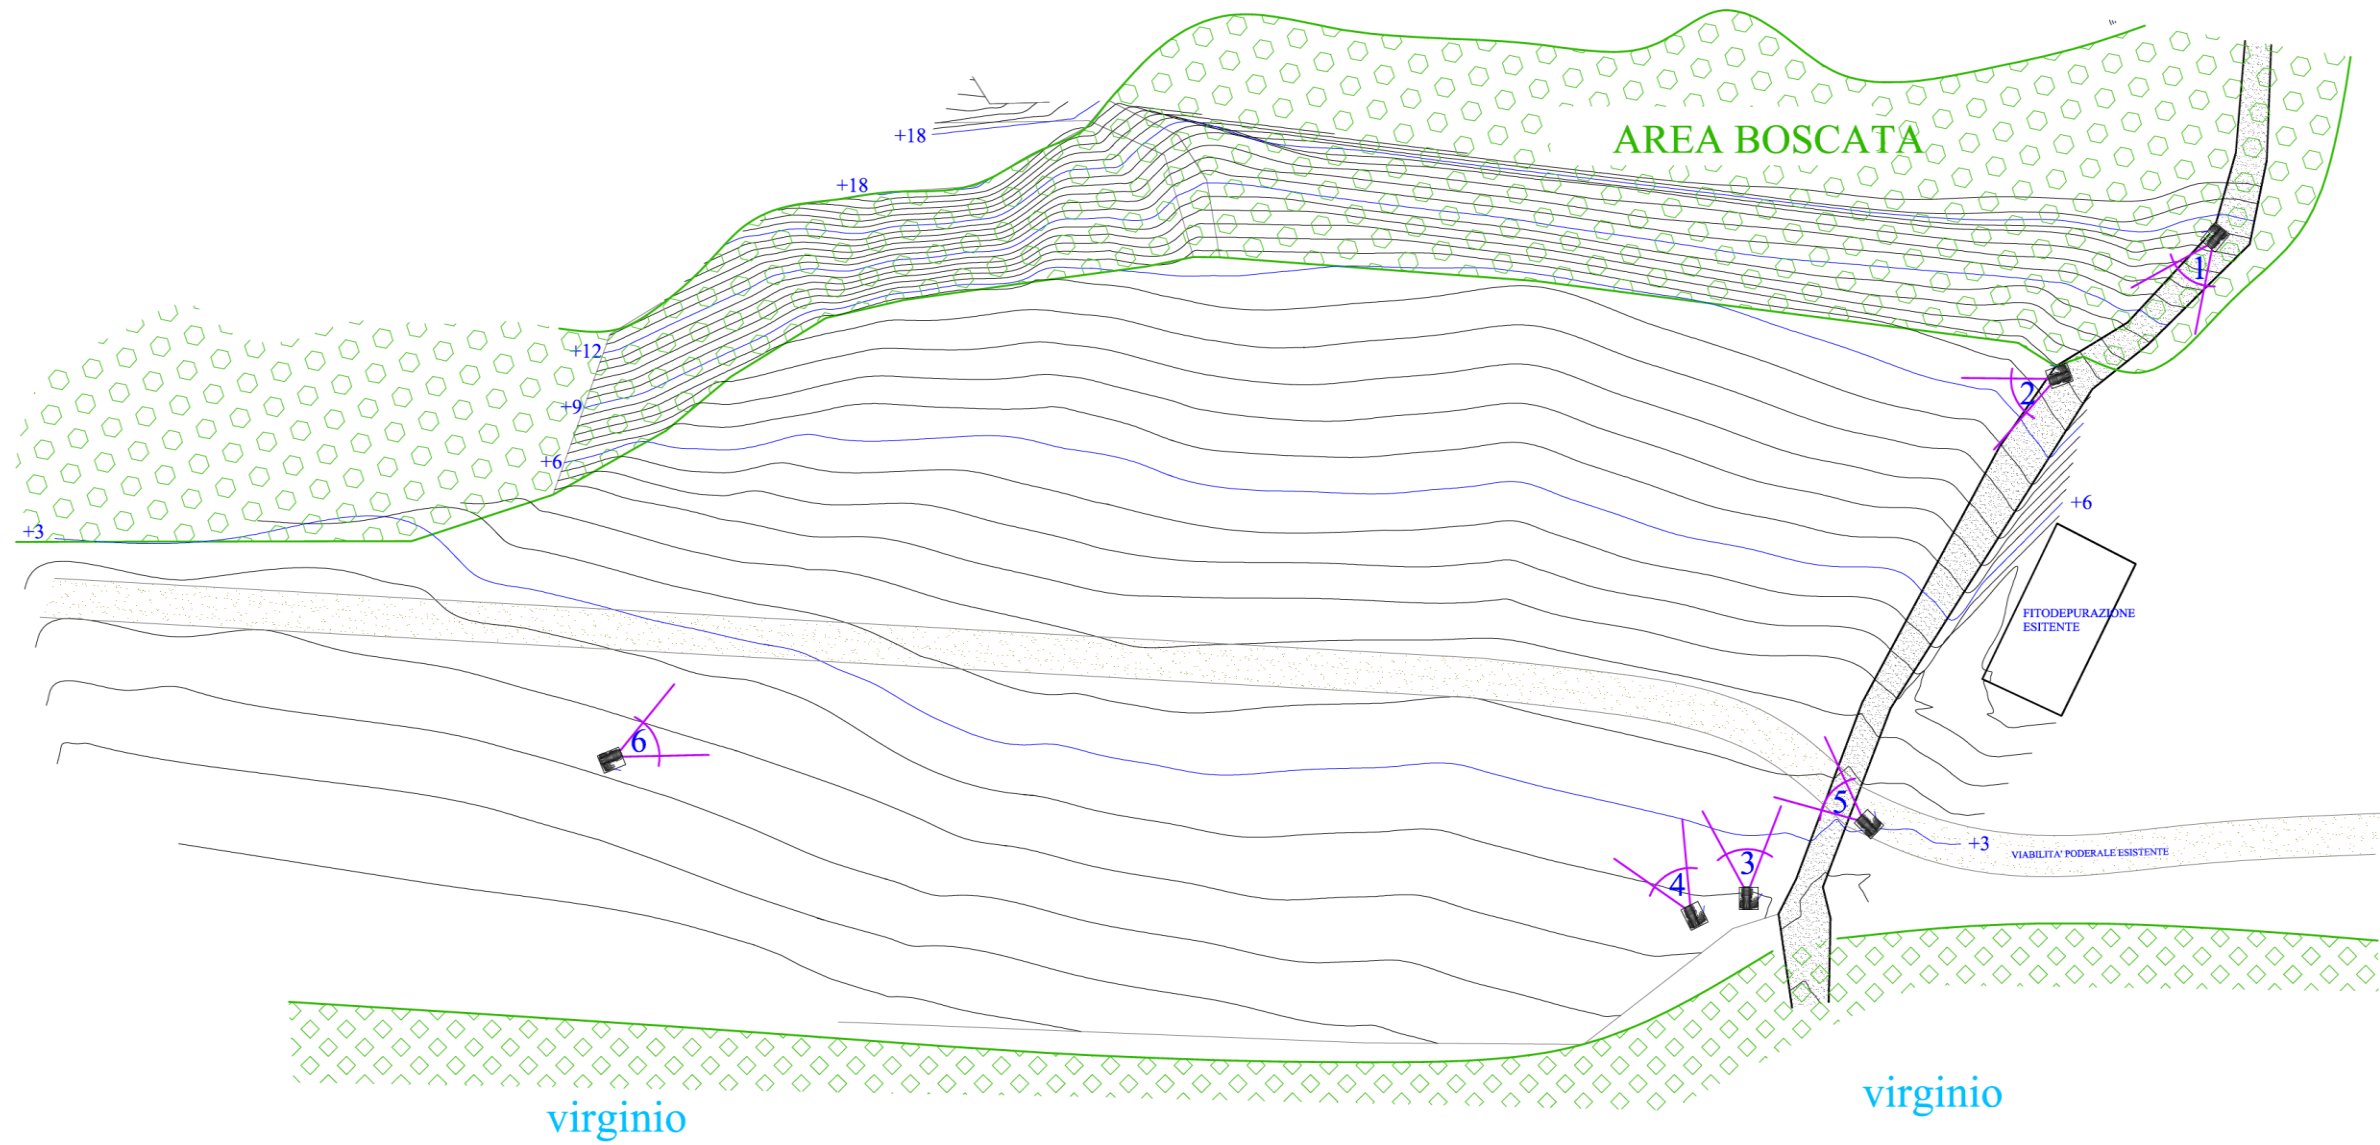 +18
AREA BOSCATA
+18
1
+12
2
+9
+6
+6
+3
FITODEPURAZIONE
ESITENTE
6
5
+3
VIABILITA' PODERALE ESISTENTE
3
4
virginio
virginio